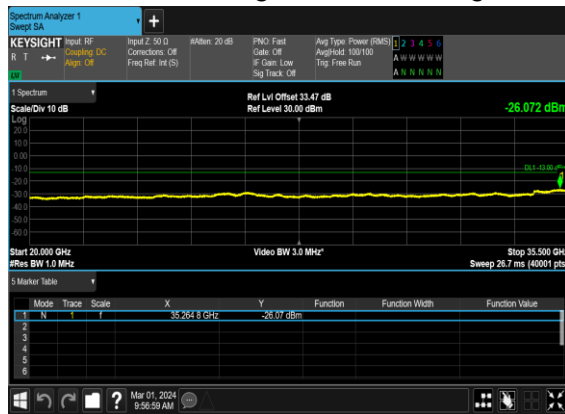 Spectrum Analyzer 1
Swept SA
+
KEYSIGHT Input: RF Input Z: 50 Ω #Atten: 20 dB PNO: Fast Avg Type: Power (RMS) 1 2 3 4 5 6
R T Coupling: DC Corrections: Off Gate: Off Avg|Hold: 100/100 A W W W W W
Align: Off Freq Ref: Int (S) IF Gain: Low Trig: Free Run
LW Sig Track: Off A N N N N N
1 Spectrum Ref Lvl Offset 33.47 dB
Scale/Div 10 dB Ref Level 30.00 dBm -26.072 dBm
Log
20.0
10.0
0.00
-10.0 DL1 -13.00 dBm
-20.0 1
-30.0
-40.0
-50.0
-60.0
Start 20.000 GHz Video BW 3.0 MHz* Stop 35.500 GHz
#Res BW 1.0 MHz Sweep 26.7 ms (40001 pts)
5 Marker Table
Mode Trace Scale X Y Function Function Width Function Value
1 N 1 f 35.264 8 GHz -26.07 dBm
2
3
4
5
6
? Mar 01, 2024
9:56:59 AM